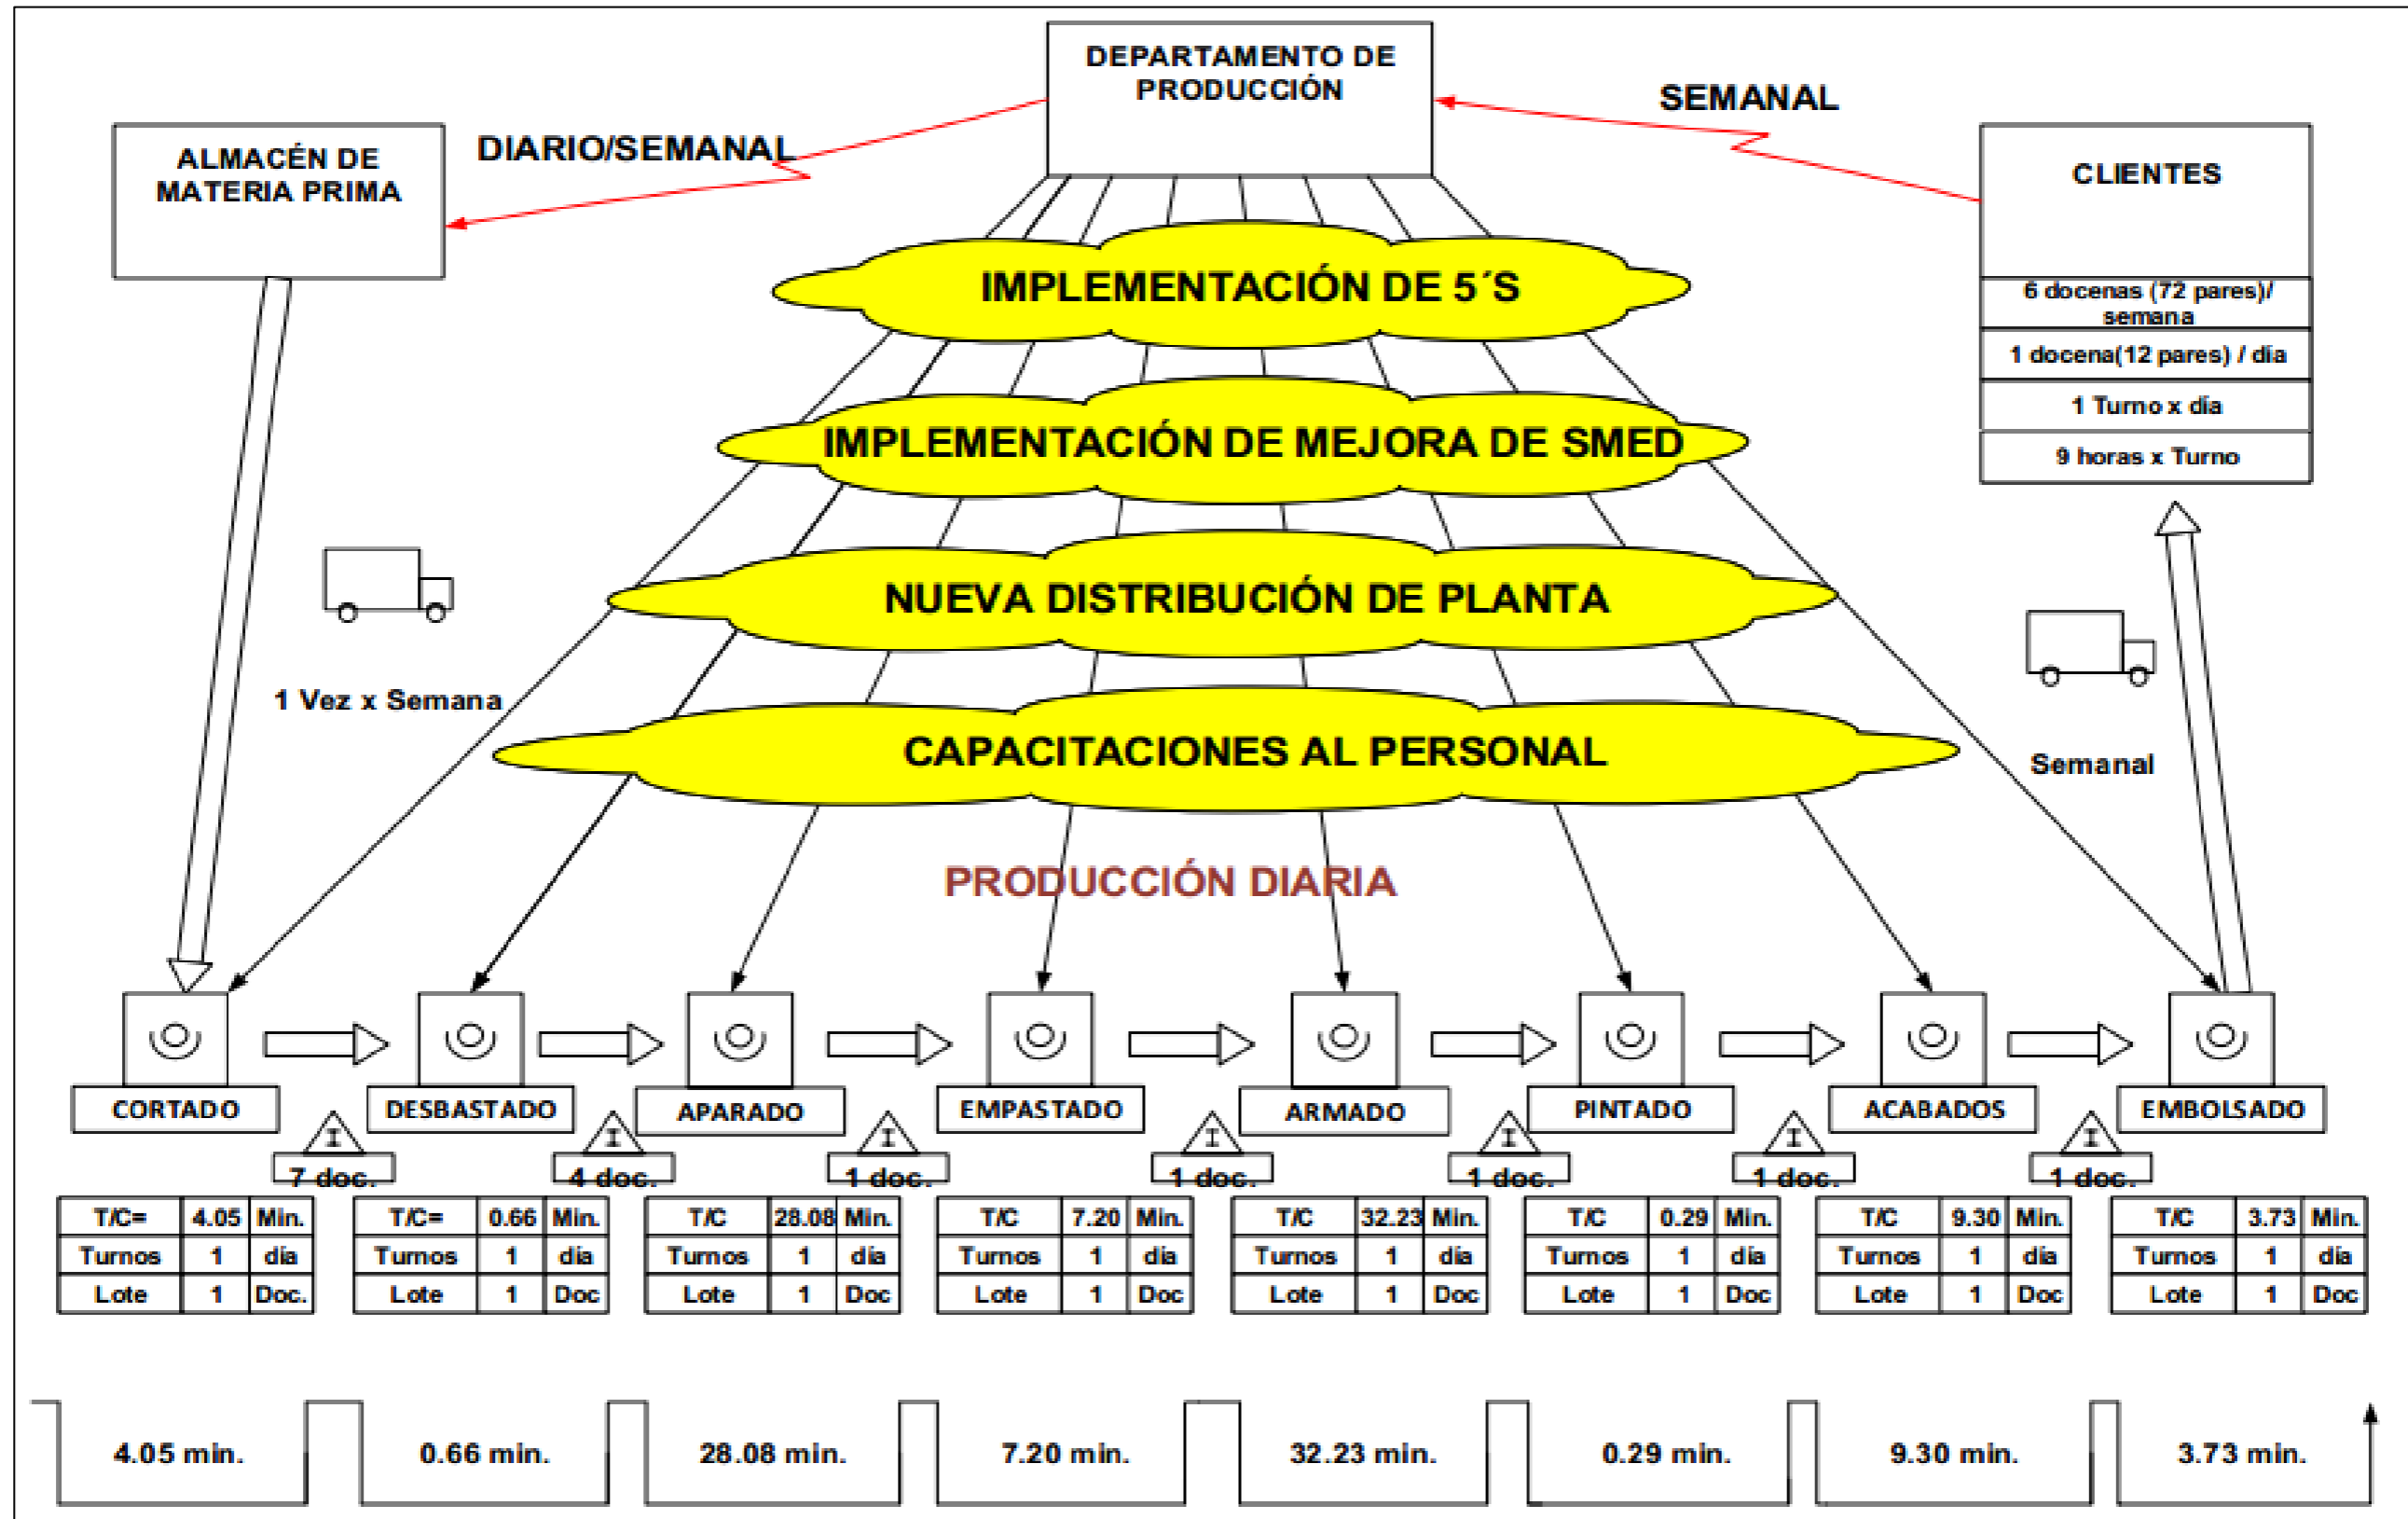 DEPARTAMENTO DE
PRODUCCIÓN
SEMANAL
DIARIO/SEMANAL
ALMACÉN DE
MATERIA PRIMA
CLIENTES
6 docenas (72 pares)/
semana
1 docena(12 pares) / día
1 Turno x día
9 horas x Turno
IMPLEMENTACIÓN DE 5´S
IMPLEMENTACIÓN DE MEJORA DE SMED
NUEVA DISTRIBUCIÓN DE PLANTA
CAPACITACIONES AL PERSONAL
1 Vez x Semana
Semanal
PRODUCCIÓN DIARIA
CORTADO DESBASTADO APARADO EMPASTADO ARMADO PINTADO ACABADOS EMBOLSADO
I I I I I I I
7 doc. 4 doc. 1 doc. 1 doc. 1 doc. 1 doc. 1 doc.
T/C= 4.05 Min. T/C= 0.66 Min. T/C 28.08 Min. T/C 7.20 Min. T/C 32.23 Min. T/C 0.29 Min. T/C 9.30 Min. T/C 3.73 Min.
Turnos 1 día Turnos 1 día Turnos 1 día Turnos 1 día Turnos 1 día Turnos 1 día Turnos 1 día Turnos 1 día
Lote 1 Doc. Lote 1 Doc Lote 1 Doc Lote 1 Doc Lote 1 Doc Lote 1 Doc Lote 1 Doc Lote 1 Doc
4.05 min. 0.66 min. 28.08 min. 7.20 min. 32.23 min. 0.29 min. 9.30 min. 3.73 min.